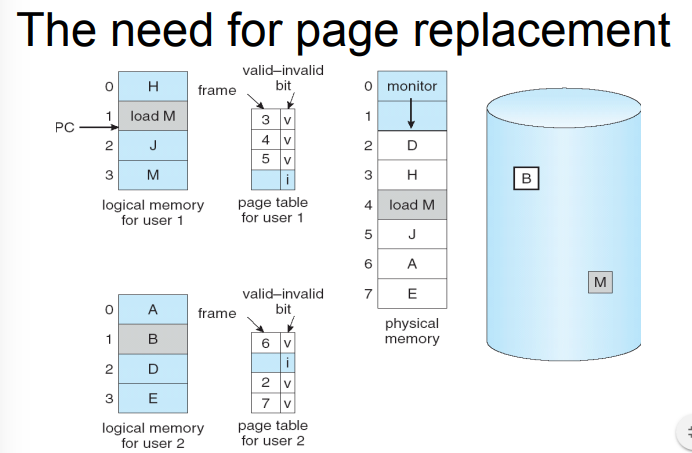 The need for page replacement
0 H
1 load M
2 J
3 M
PC
logical memory
for user 1
valid–invalid
bit
frame
3 v
4 v
5 v
i
page table
for user 1
0 A
1 B
2 D
3 E
logical memory
for user 2
valid–invalid
bit
frame
6 v
i
2 v
7 v
page table
for user 2
0 monitor
1
2 D
3 H
4 load M
5 J
6 A
7 E
physical
memory
B
M